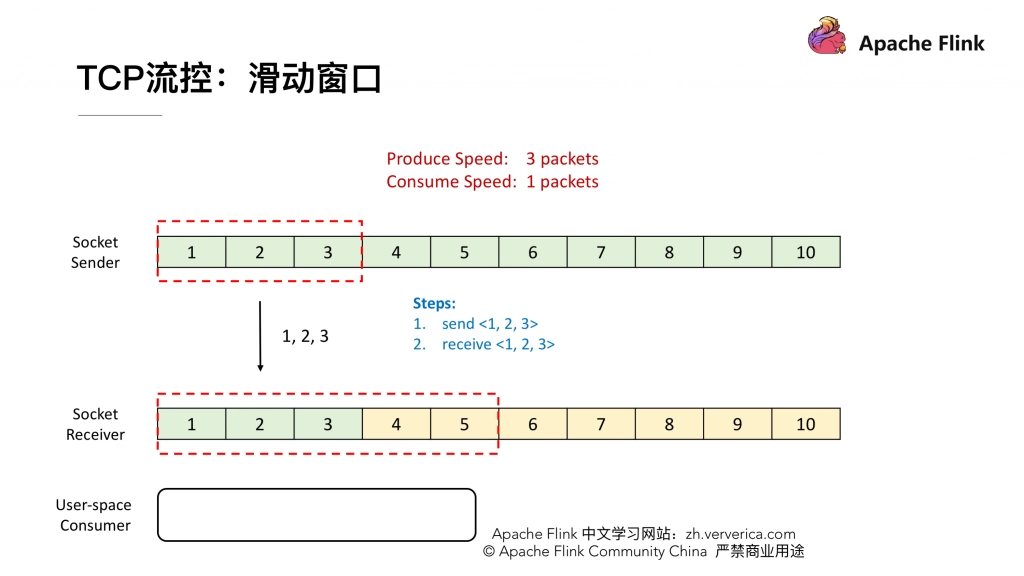 Apache Flink
TCP流控：滑动窗口
Produce Speed: 3 packets
Consume Speed: 1 packets
Socket
Sender
1 2 3 4 5 6 7 8 9 10
Steps:
1. send <1, 2, 3>
2. receive <1, 2, 3>
1, 2, 3
Socket
Receiver
1 2 3 4 5 6 7 8 9 10
User-space
Consumer
Apache Flink 中文学习网站：zh.ververica.com
© Apache Flink Community China 严禁商业用途